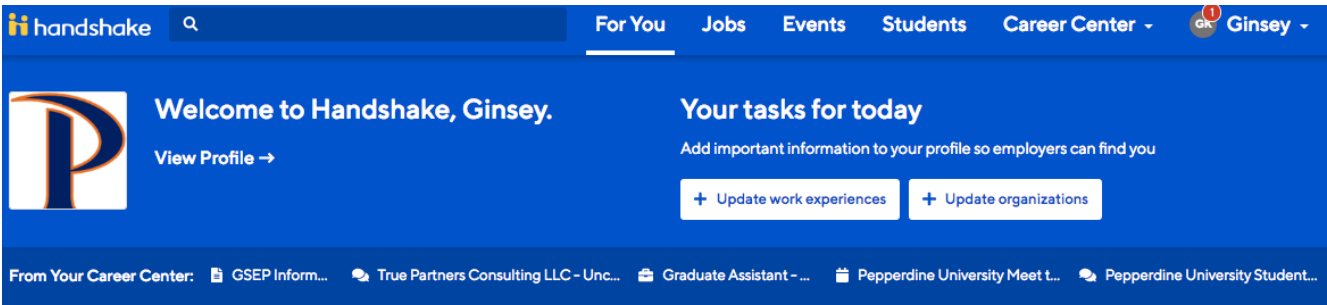 handshake
For You Jobs Events Students Career Center GK 1 Ginsey
P
Welcome to Handshake, Ginsey.
View Profile →
Your tasks for today
Add important information to your profile so employers can find you
+ Update work experiences + Update organizations
From Your Career Center: GSEP Inform... True Partners Consulting LLC - Unc... Graduate Assistant - ... Pepperdine University Meet t... Pepperdine University Student...